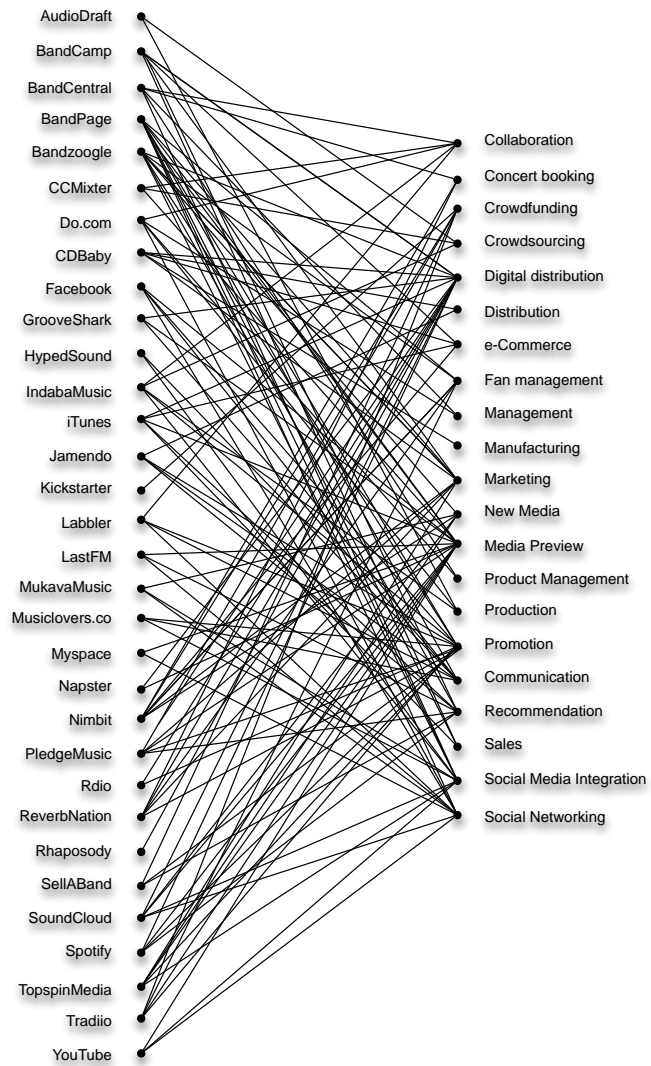 AudioDraft
BandCamp
BandCentral
BandPage
Bandzoogle
CCMixter
Do.com
CDBaby
Facebook
GrooveShark
HypedSound
IndabaMusic
iTunes
Jamendo
Kickstarter
Labbler
LastFM
MukavaMusic
Musiclovers.co
Myspace
Napster
Nimbit
PledgeMusic
Rdio
ReverbNation
Rhapsody
SellABand
SoundCloud
Spotify
TopspinMedia
Tradiio
YouTube
Collaboration
Concert booking
Crowdfunding
Crowdsourcing
Digital distribution
Distribution
e-Commerce
Fan management
Management
Manufacturing
Marketing
New Media
Media Preview
Product Management
Production
Promotion
Communication
Recommendation
Sales
Social Media Integration
Social Networking